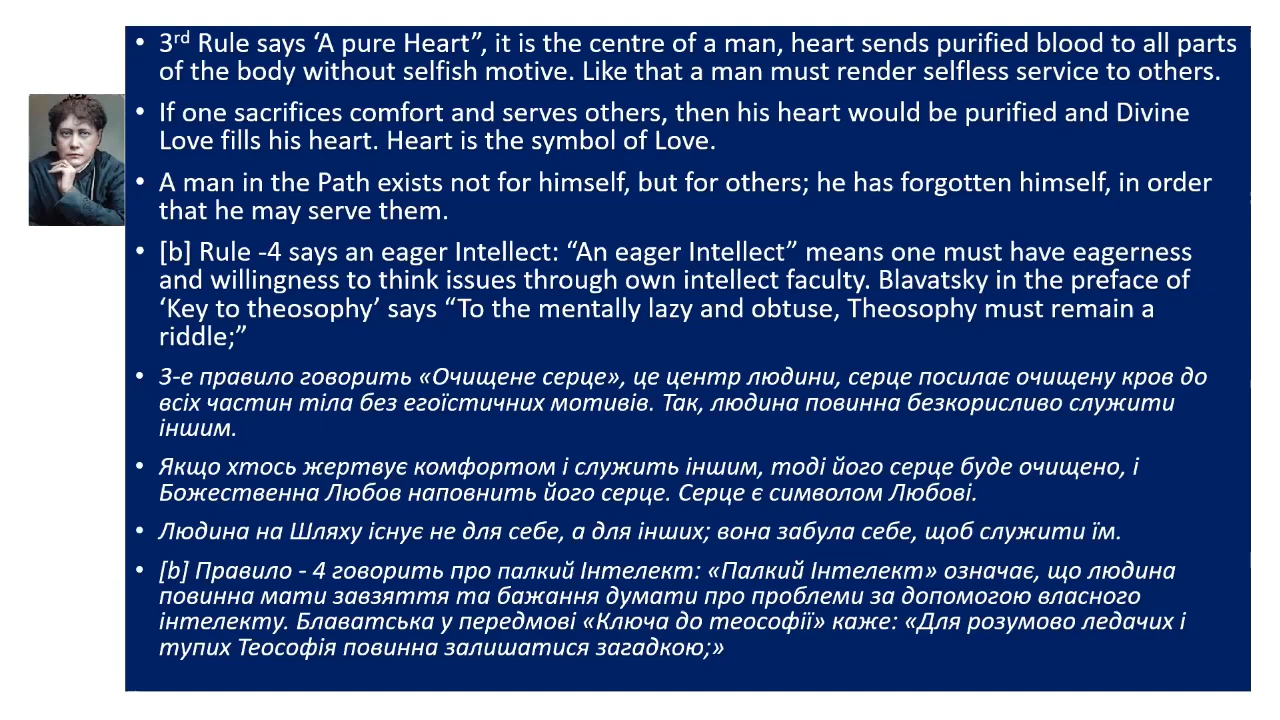 • 3rd Rule says ‘A pure Heart”, it is the centre of a man, heart sends purified blood to all parts
of the body without selfish motive. Like that a man must render selfless service to others.
• If one sacrifices comfort and serves others, then his heart would be purified and Divine
Love fills his heart. Heart is the symbol of Love.
• A man in the Path exists not for himself, but for others; he has forgotten himself, in order
that he may serve them.
• [b] Rule -4 says an eager Intellect: “An eager Intellect” means one must have eagerness
and willingness to think issues through own intellect faculty. Blavatsky in the preface of
‘Key to theosophy’ says “To the mentally lazy and obtuse, Theosophy must remain a
riddle;”
• 3-е правило говорить «Очищене серце», це центр людини, серце посилає очищену кров до
всіх частин тіла без егоїстичних мотивів. Так, людина повинна безкорисливо служити
іншим.
• Якщо хтось жертвує комфортом і служить іншим, тоді його серце буде очищено, і
Божественна Любов наповнить його серце. Серце є символом Любові.
• Людина на Шляху існує не для себе, а для інших; вона забула себе, щоб служити їм.
• [b] Правило - 4 говорить про палкий Інтелект: «Палкий Інтелект» означає, що людина
повинна мати завзяття та бажання думати про проблеми за допомогою власного
інтелекту. Блаватська у передмові «Ключа до теософії» каже: «Для розумово ледачих і
тупих Теософія повинна залишатися загадкою;»